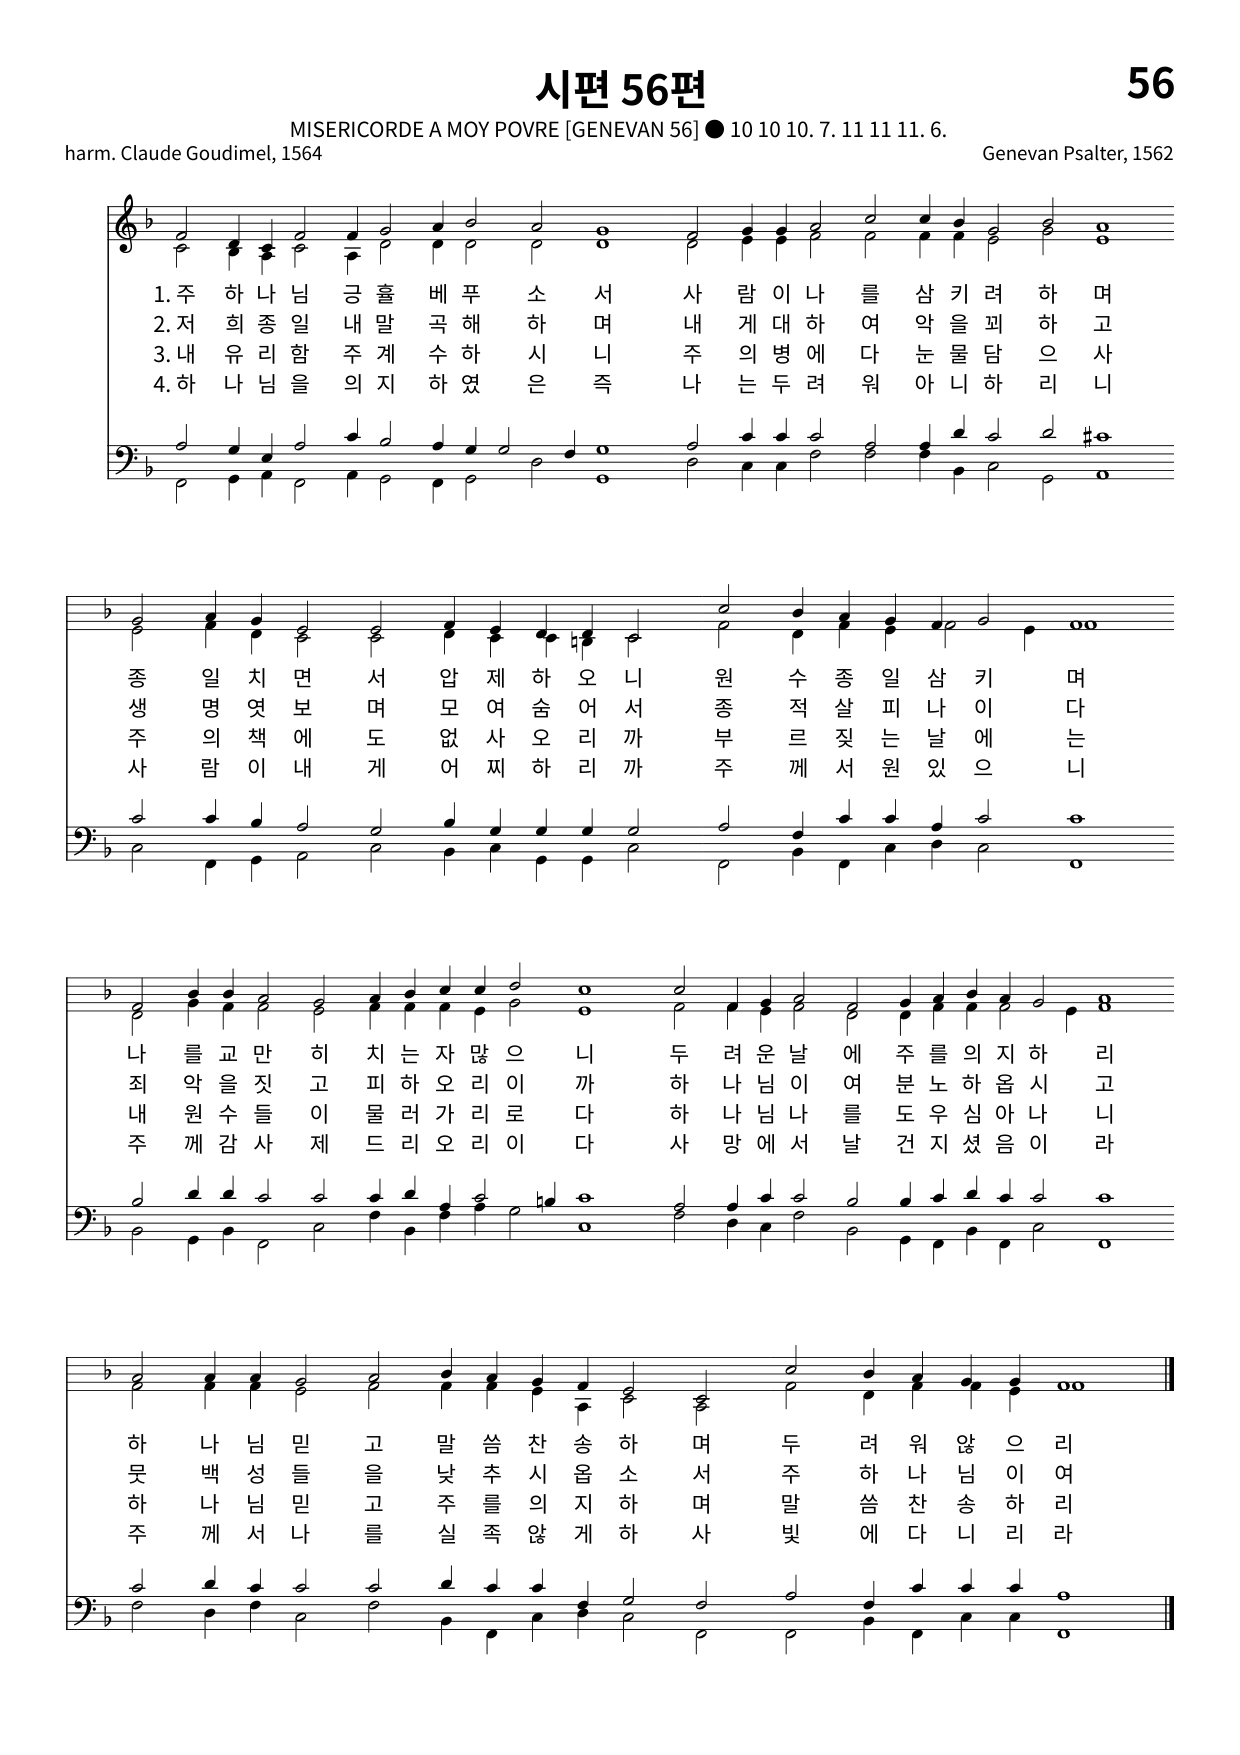 시편 56편
56
MISERICORDE A MOY POVRE [GENEVAN 56] ● 10 10 10. 7. 11 11 11. 6.
harm. Claude Goudimel, 1564
Genevan Psalter, 1562
1. 주 하 나 님 긍 휼 베 푸 소 서 사 람 이 나 를 삼 키 려 하 며
2. 저 희 종 일 내 말 곡 해 하 며 내 게 대 하 여 악 을 꾀 하 고
3. 내 유 리 함 주 계 수 하 시 니 주 의 병 에 다 눈 물 담 으 사
4. 하 나 님 을 의 지 하 였 은 즉 나 는 두 려 워 아 니 하 리 니
종 일 치 면 서 압 제 하 오 니 원 수 종 일 삼 키 며
생 명 엿 보 며 모 여 숨 어 서 종 적 살 피 나 이 다
주 의 책 에 도 없 사 오 리 까 부 르 짖 는 날 에 는
사 람 이 내 게 어 찌 하 리 까 주 께 서 원 있 으 니
나 를 교 만 히 치 는 자 많 으 니 두 려 운 날 에 주 를 의 지 하 리
죄 악 을 짓 고 피 하 오 리 이 까 하 나 님 이 여 분 노 하 옵 시 고
내 원 수 들 이 물 러 가 리 로 다 하 나 님 나 를 도 우 심 아 나 니
주 께 감 사 제 드 리 오 리 이 다 사 망 에 서 날 건 지 셨 음 이 라
하 나 님 믿 고 말 씀 찬 송 하 며 두 려 워 않 으 리
뭇 백 성 들 을 낮 추 시 옵 소 서 주 하 나 님 이 여
하 나 님 믿 고 주 를 의 지 하 며 말 씀 찬 송 하 리
주 께 서 나 를 실 족 않 게 하 사 빛 에 다 니 리 라